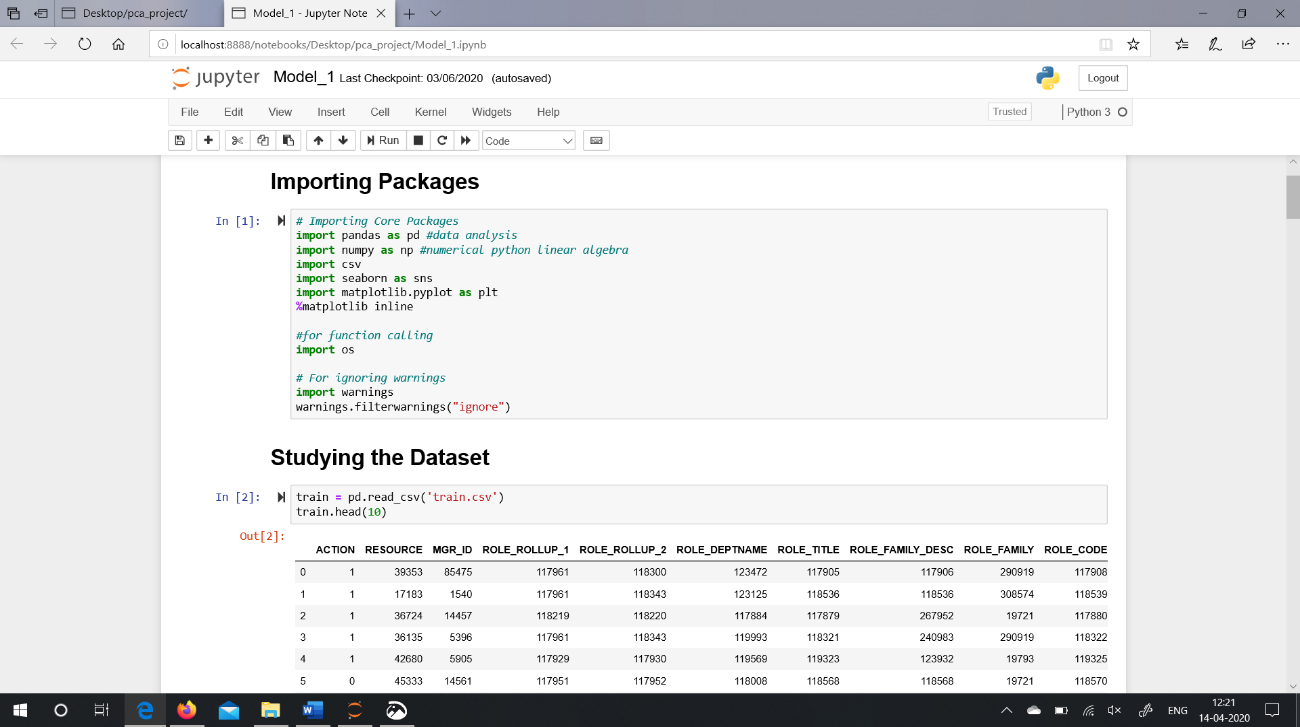 Desktop/pca_project/
Model_1 - Jupyter Note
localhost:8888/notebooks/Desktop/pca_project/Model_1.ipynb
jupyter Model_1 Last Checkpoint: 03/06/2020 (autosaved)
Logout
File Edit View Insert Cell Kernel Widgets Help
Trusted
Python 3
Run
Code
Importing Packages
In [1]:
# Importing Core Packages
import pandas as pd #data analysis
import numpy as np #numerical python linear algebra
import csv
import seaborn as sns
import matplotlib.pyplot as plt
%matplotlib inline
#for function calling
import os
# For ignoring warnings
import warnings
warnings.filterwarnings("ignore")
Studying the Dataset
In [2]:
train = pd.read_csv('train.csv')
train.head(10)
Out[2]:
ACTION RESOURCE MGR_ID ROLE_ROLLUP_1 ROLE_ROLLUP_2 ROLE_DEPTNAME ROLE_TITLE ROLE_FAMILY_DESC ROLE_FAMILY ROLE_CODE
0 1 39353 85475 117961 118300 123472 117905 117906 290919 117908
1 1 17183 1540 117961 118343 123125 118536 118536 308574 118539
2 1 36724 14457 118219 118220 117884 117879 267952 19721 117880
3 1 36135 5396 117961 118343 119993 118321 240983 290919 118322
4 1 42680 5905 117929 117930 119569 119323 123932 19793 119325
5 0 45333 14561 117951 117952 118008 118568 118568 19721 118570
ENG
12:21
14-04-2020